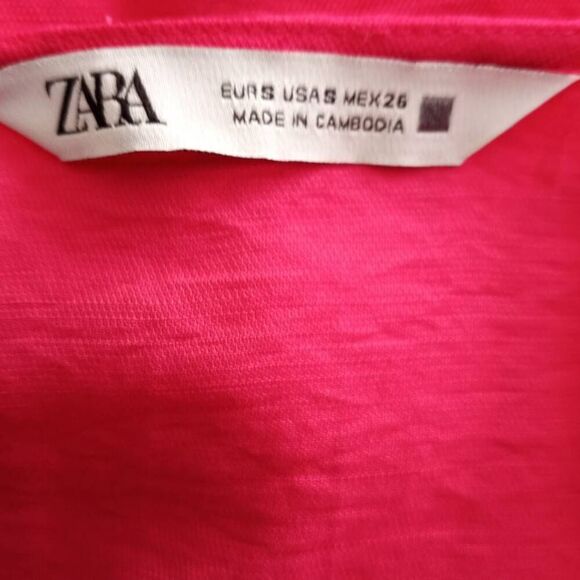 ZARA
EUR S USA S MEX 26
MADE IN CAMBODIA